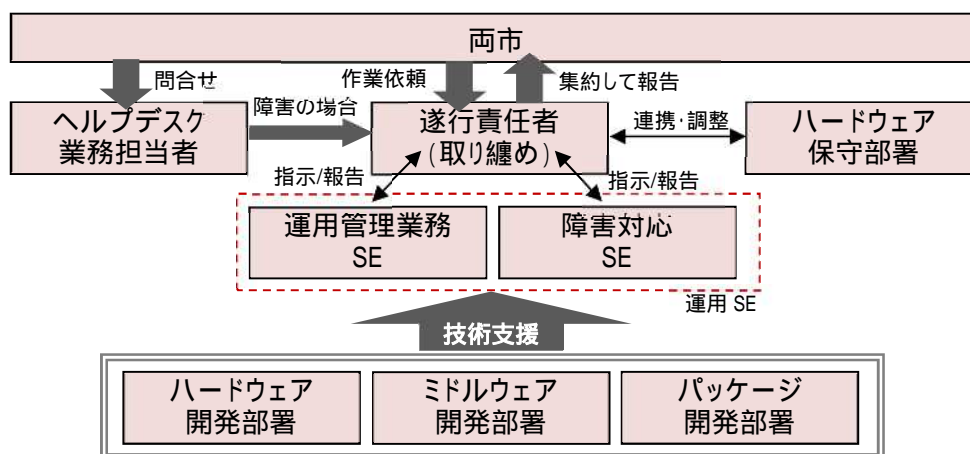 両市
問合せ
作業依頼
集約して報告
ヘルプデスク
業務担当者
障害の場合
遂行責任者
(取り纏め)
連携・調整
ハードウェア
保守部署
指示/報告
指示/報告
運用管理業務
SE
障害対応
SE
運用 SE
技術支援
ハードウェア
開発部署
ミドルウェア
開発部署
パッケージ
開発部署